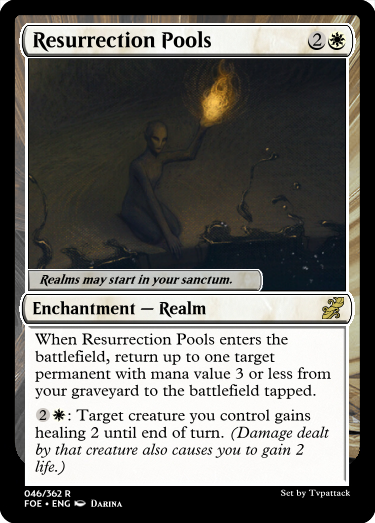 Resurrection Pools 2
Realms may start in your sanctum.
Enchantment — Realm
When Resurrection Pools enters the
battlefield, return up to one target
permanent with mana value 3 or less from
your graveyard to the battlefield tapped.
2 : Target creature you control gains
healing 2 until end of turn. (Damage dealt
by that creature also causes you to gain 2
life.)
046/362 R
FOE • ENG DARINA
Set by Tvpattack